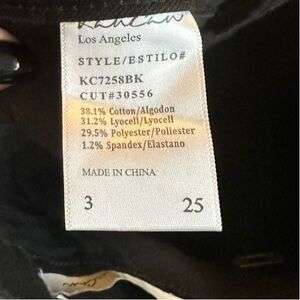 KanCan
Los Angeles
STYLE/ESTILO#
KC7258BK
CUT#30556
38.1% Cotton/Algodon
31.2% Lyocell/Lyocell
29.5% Polyester/Poliester
1.2% Spandex/Elastano
MADE IN CHINA
3 25